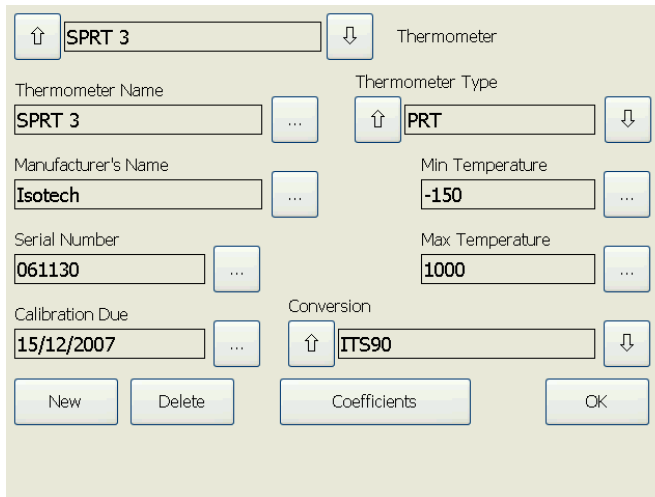 SPRT 3 Thermometer
Thermometer Name Thermometer Type
SPRT 3 ... PRT
Manufacturer's Name Min Temperature
Isotech ... -150 ...
Serial Number Max Temperature
061130 ... 1000 ...
Calibration Due Conversion
15/12/2007 ... ITS90
New Delete Coefficients OK